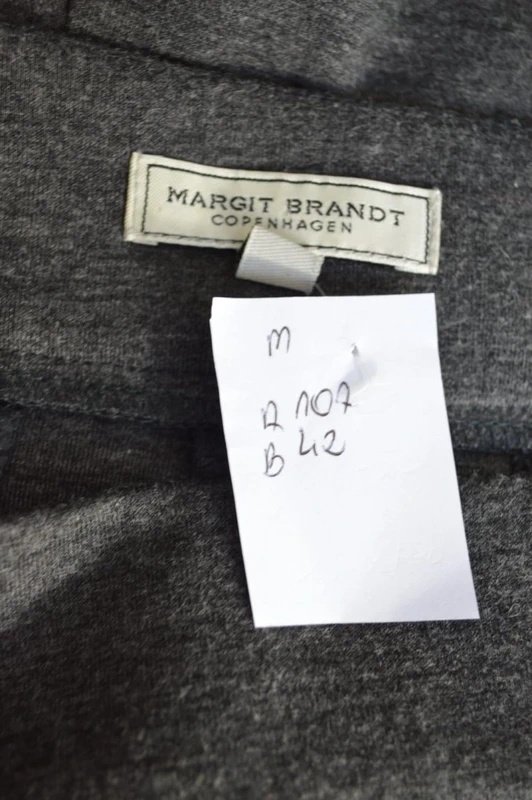 MARGIT BRANDT
COPENHAGEN
M
D 107
B 42